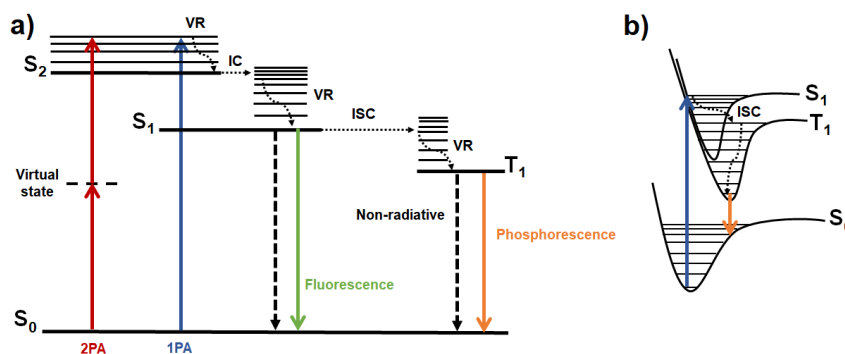 a)
VR
S2
IC
VR
S1
ISC
VR
T1
Virtual
state
Non-radiative
Phosphorescence
Fluorescence
S0
2PA
1PA
b)
S1
ISC
T1
S